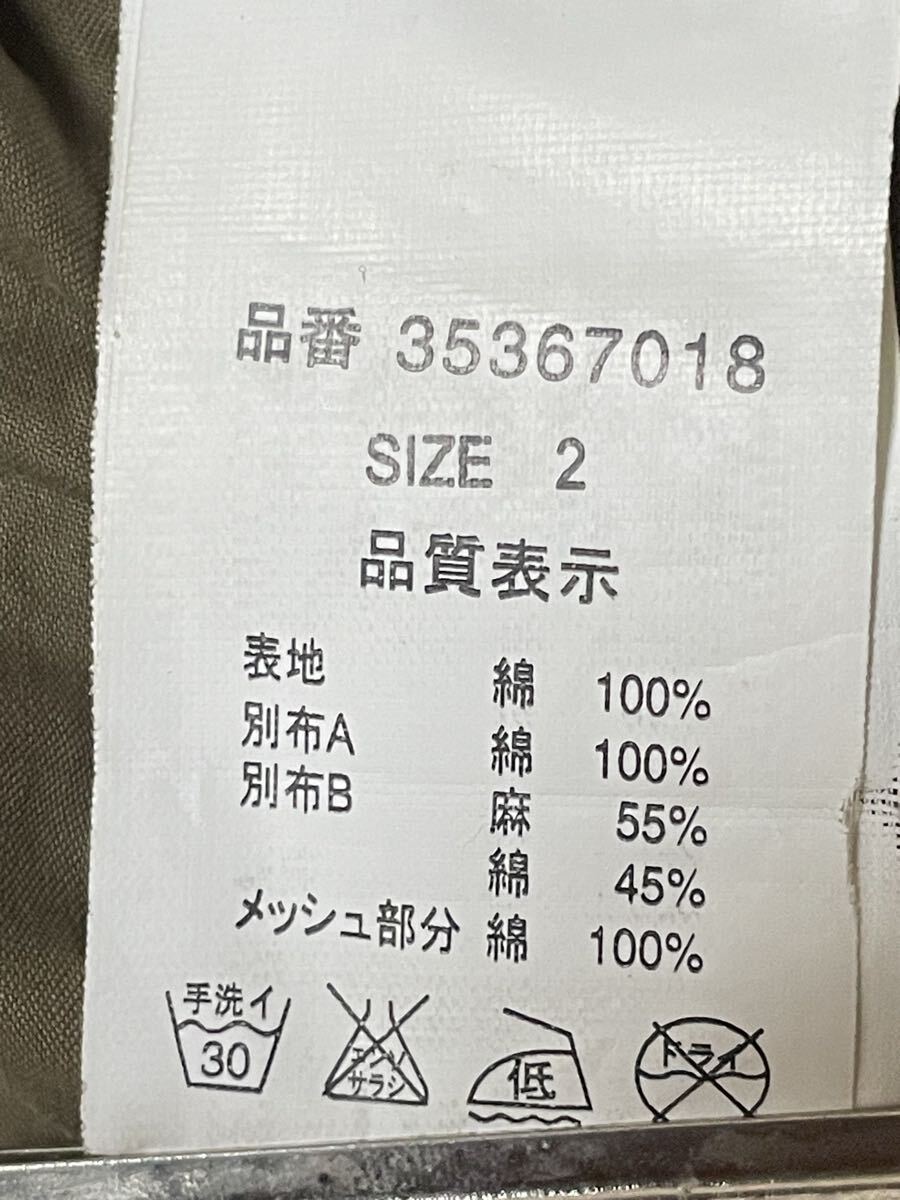 品番 35367018
SIZE 2
品質表示
表地 綿 100%
別布A 綿 100%
別布B 麻 55%
綿 45%
メッシュ部分 綿 100%
手洗イ 30
エンソサラシ
低
ドライ